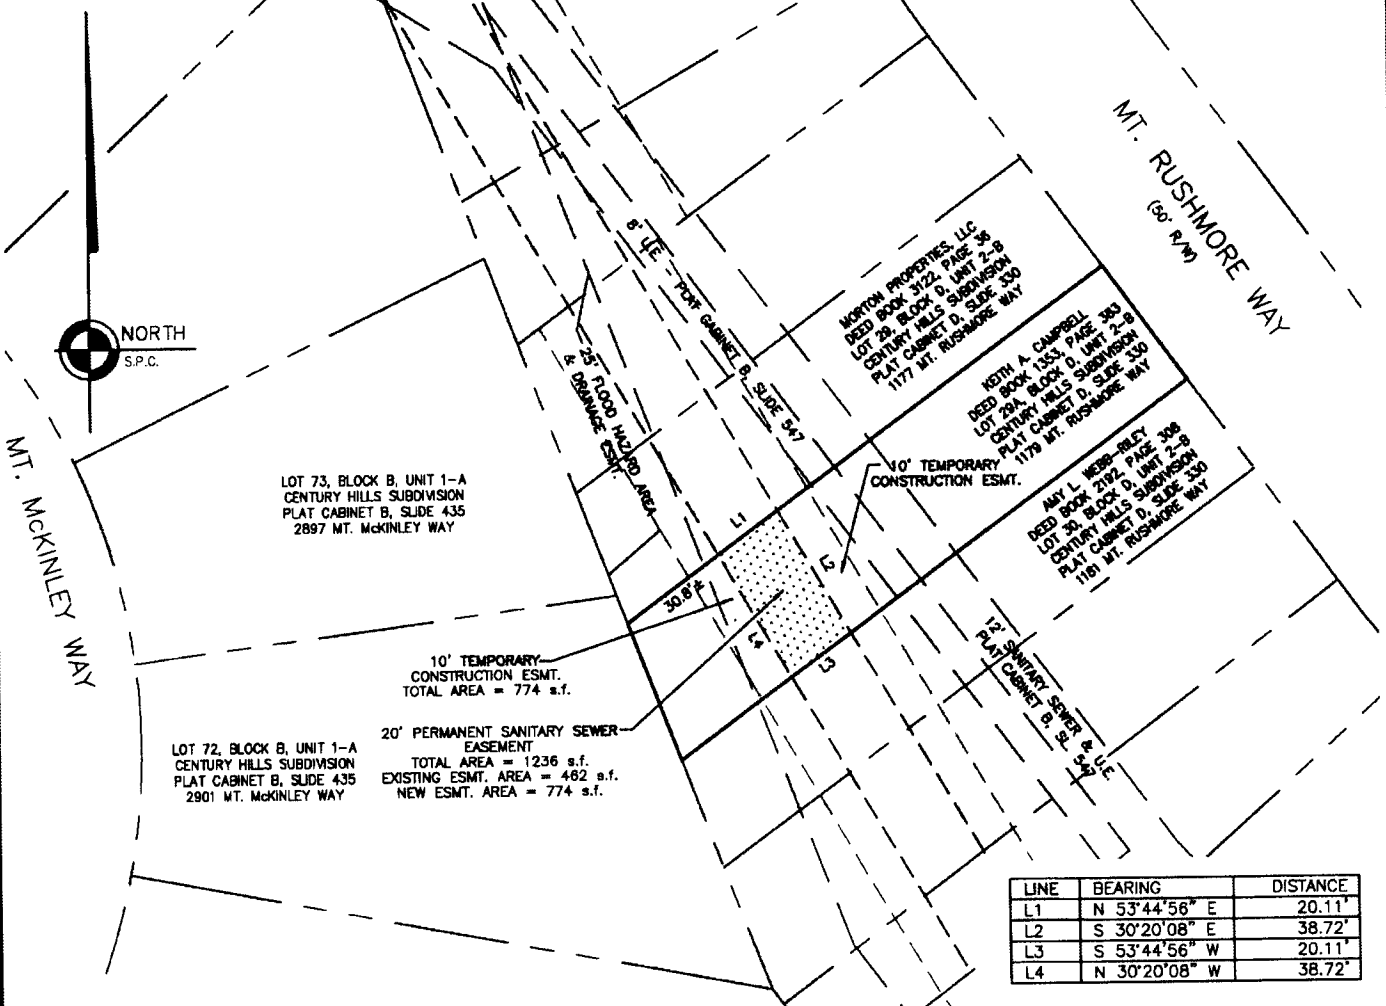 MT. RUSHMORE WAY
(50' R/W)
NORTH
S.P.C.
MT. McKINLEY WAY
8' U.E.
CABINET B, SLIDE 547
25' FLOOD HAZARD AREA
& DRAINAGE ESMT.
MORTON PROPERTIES, LLC
DEED BOOK 3122, PAGE 36
LOT 29, BLOCK D, UNIT 2-B
CENTURY HILLS SUBDIVISION
PLAT CABINET D, SLIDE 330
1177 MT. RUSHMORE WAY
KEITH A. CAMPBELL
DEED BOOK 1353, PAGE 383
LOT 29A, BLOCK D, UNIT 2-B
CENTURY HILLS SUBDIVISION
PLAT CABINET D, SLIDE 330
1179 MT. RUSHMORE WAY
AMY L. WEBB-RILEY
DEED BOOK 2192, PAGE 308
LOT 30, BLOCK D, UNIT 2-B
CENTURY HILLS SUBDIVISION
PLAT CABINET D, SLIDE 330
1181 MT. RUSHMORE WAY
10' TEMPORARY
CONSTRUCTION ESMT.
LOT 73, BLOCK B, UNIT 1-A
CENTURY HILLS SUBDIVISION
PLAT CABINET B, SLIDE 435
2897 MT. McKINLEY WAY
L1
L2
30.8'±
L4
L3
12' SANITARY SEWER & U.E.
PLAT CABINET B, SL. 547
10' TEMPORARY
CONSTRUCTION ESMT.
TOTAL AREA = 774 s.f.
20' PERMANENT SANITARY SEWER
EASEMENT
TOTAL AREA = 1236 s.f.
EXISTING ESMT. AREA = 462 s.f.
NEW ESMT. AREA = 774 s.f.
LOT 72, BLOCK B, UNIT 1-A
CENTURY HILLS SUBDIVISION
PLAT CABINET B, SLIDE 435
2901 MT. McKINLEY WAY
LINE BEARING DISTANCE
L1 N 53°44'56" E 20.11'
L2 S 30°20'08" E 38.72'
L3 S 53°44'56" W 20.11'
L4 N 30°20'08" W 38.72'